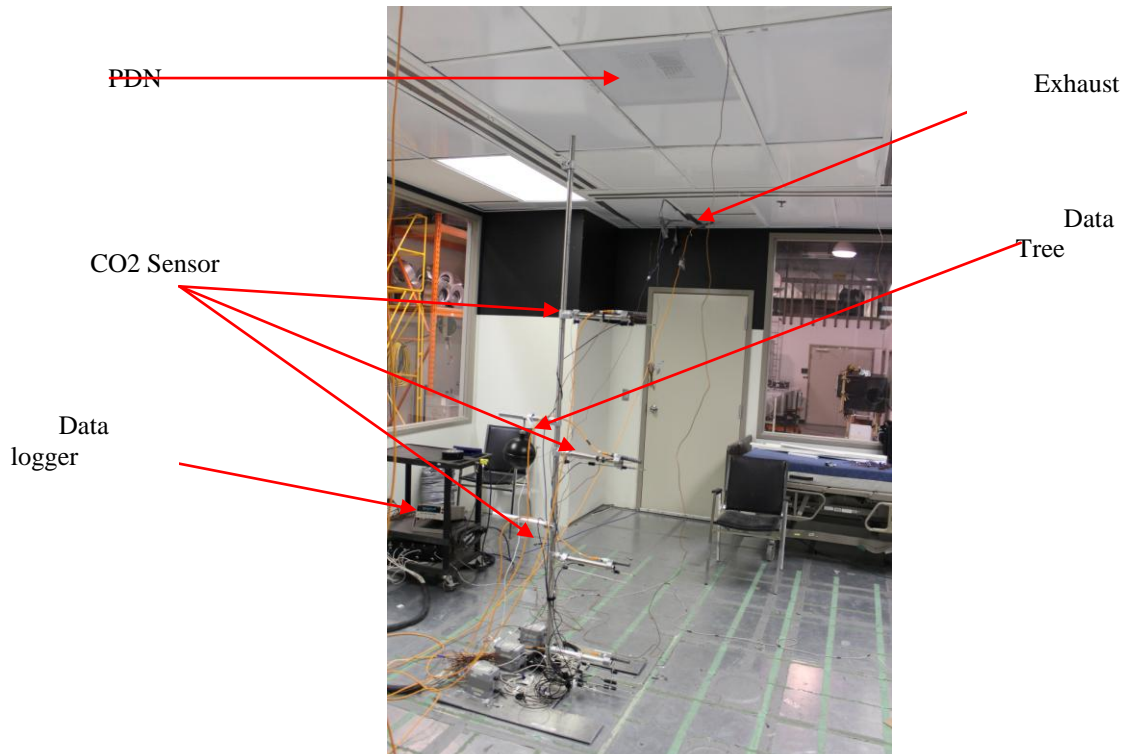 PDN
Exhaust
Data
Tree
CO2 Sensor
Data
logger